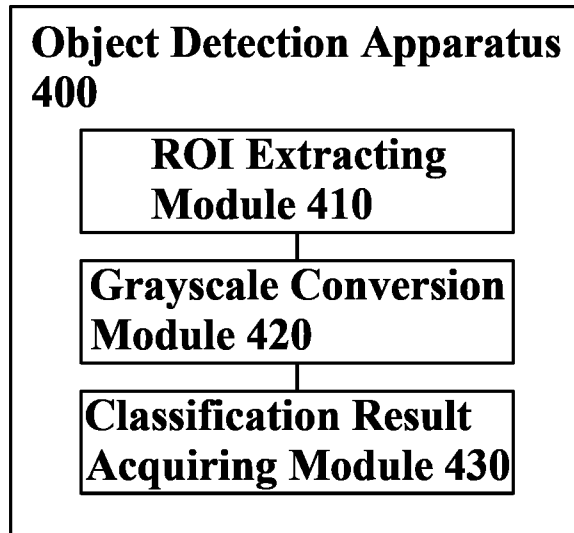 Object Detection Apparatus
400
ROI Extracting
Module 410
Grayscale Conversion
Module 420
Classification Result
Acquiring Module 430